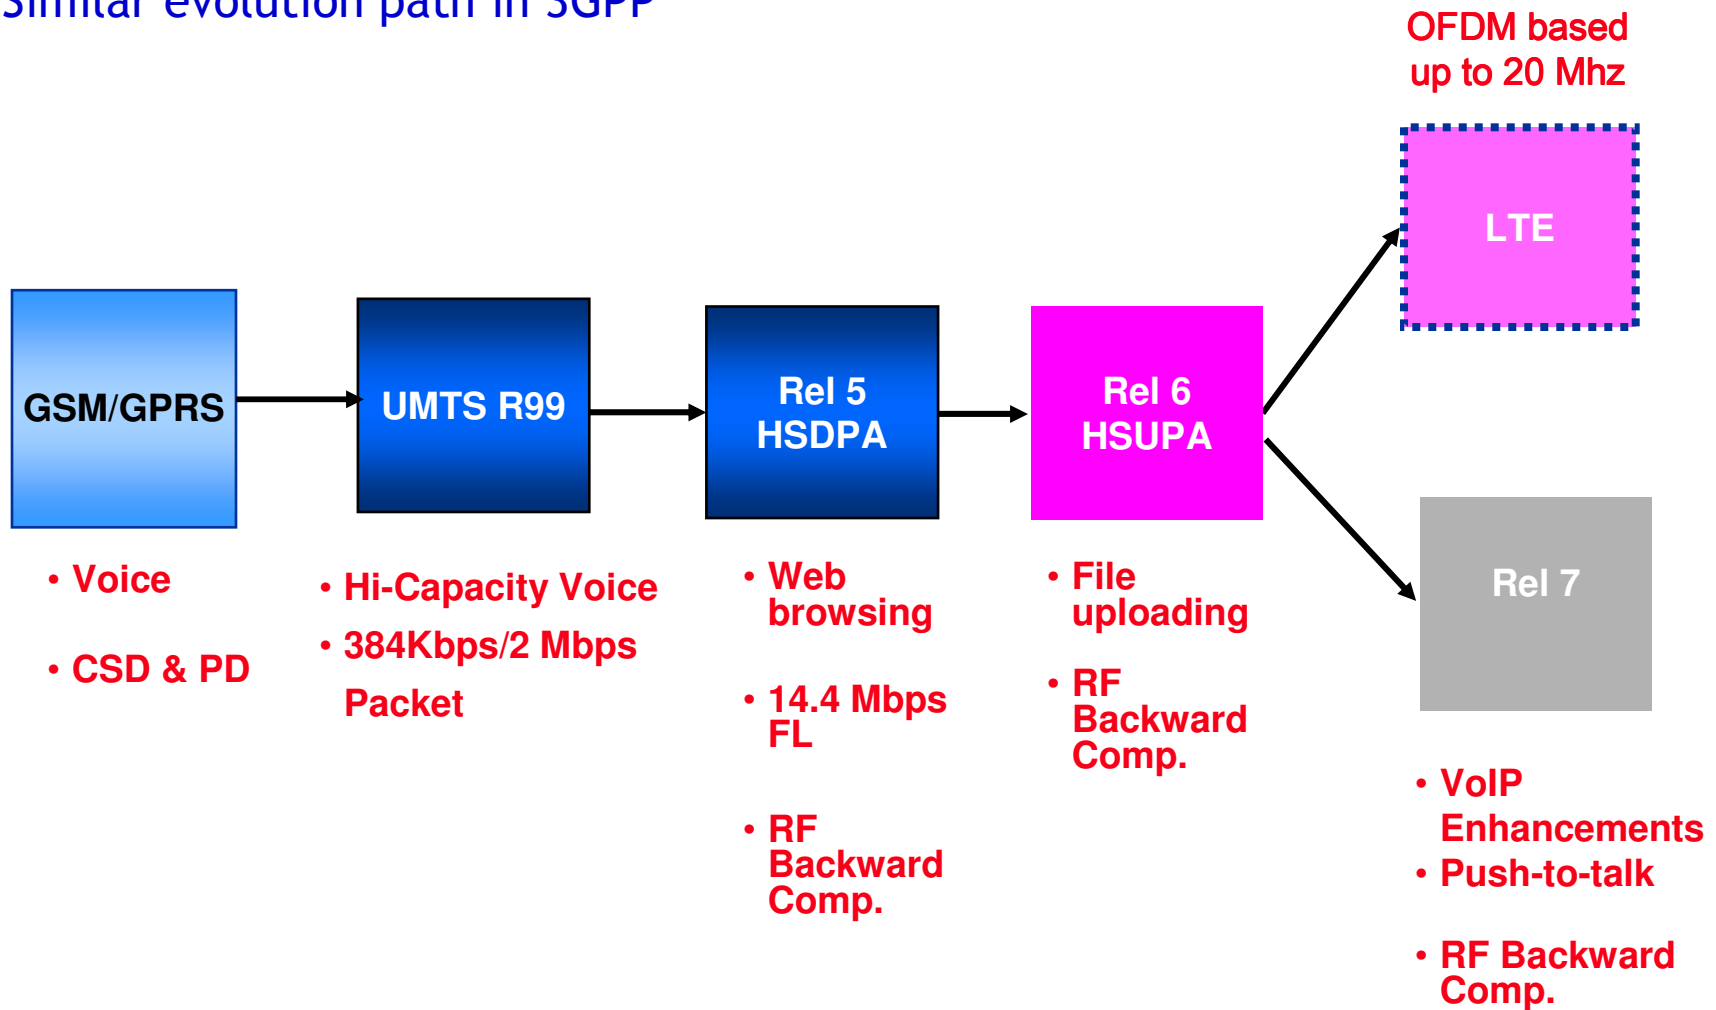 Similar evolution path in 3GPP
OFDM based
up to 20 Mhz
LTE
GSM/GPRS
UMTS R99
Rel 5
HSDPA
Rel 6
HSUPA
Rel 7
• Voice
• CSD & PD
• Hi-Capacity Voice
• 384Kbps/2 Mbps
Packet
• Web
browsing
• 14.4 Mbps
FL
• RF
Backward
Comp.
• File
uploading
• RF
Backward
Comp.
• VoIP
Enhancements
• Push-to-talk
• RF Backward
Comp.